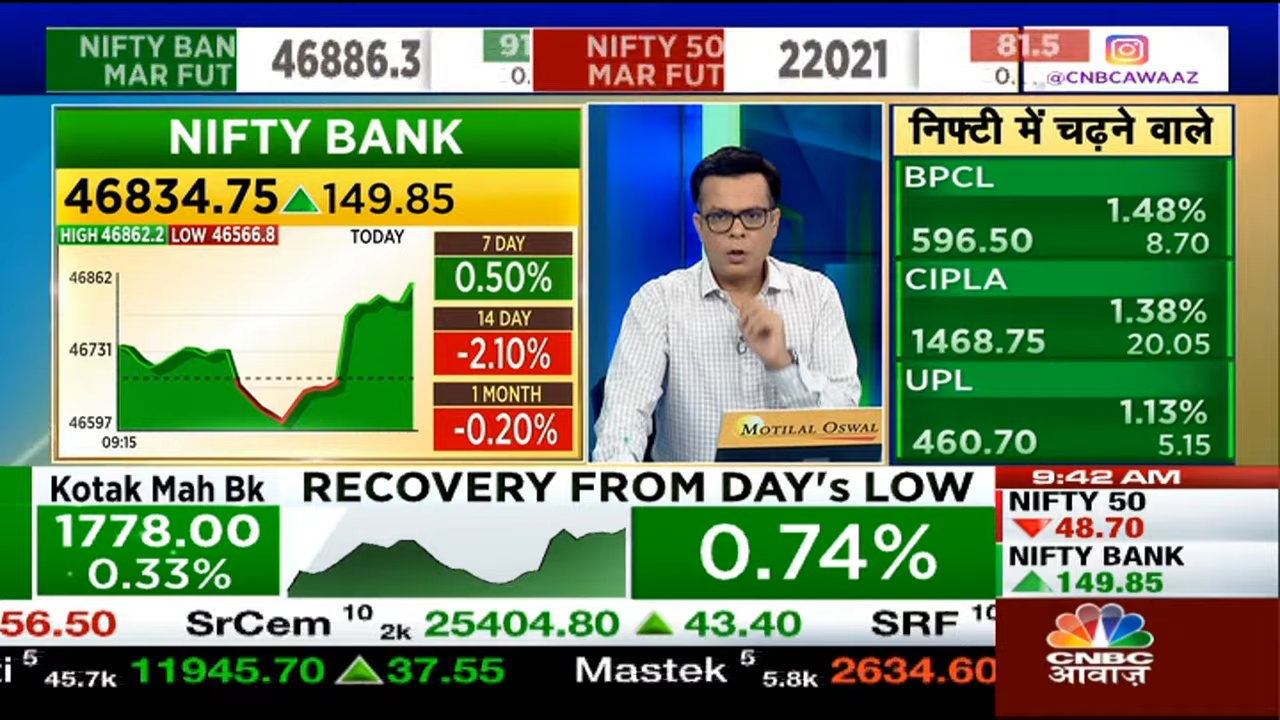 NIFTY BAN
MAR FUT
46886.3
91
0.
NIFTY 50
MAR FUT
22021
81.5
0.
@CNBCAWAAZ
NIFTY BANK
46834.75 149.85
HIGH 46862.2 LOW 46566.8
TODAY
46862
46731
46597
09:15
7 DAY
0.50%
14 DAY
-2.10%
1 MONTH
-0.20%
MOTILAL OSWAL
निफ्टी में चढ़ने वाले
BPCL
1.48%
596.50 8.70
CIPLA
1.38%
1468.75 20.05
UPL
1.13%
460.70 5.15
Kotak Mah Bk
1778.00
0.33%
RECOVERY FROM DAY's LOW
0.74%
9:42 AM
NIFTY 50
48.70
NIFTY BANK
149.85
56.50 SrCem 10 2k 25404.80 43.40 SRF 10
i 5 45.7k 11945.70 37.55 Mastek 5 5.8k 2634.60
CNBC
आवाज़